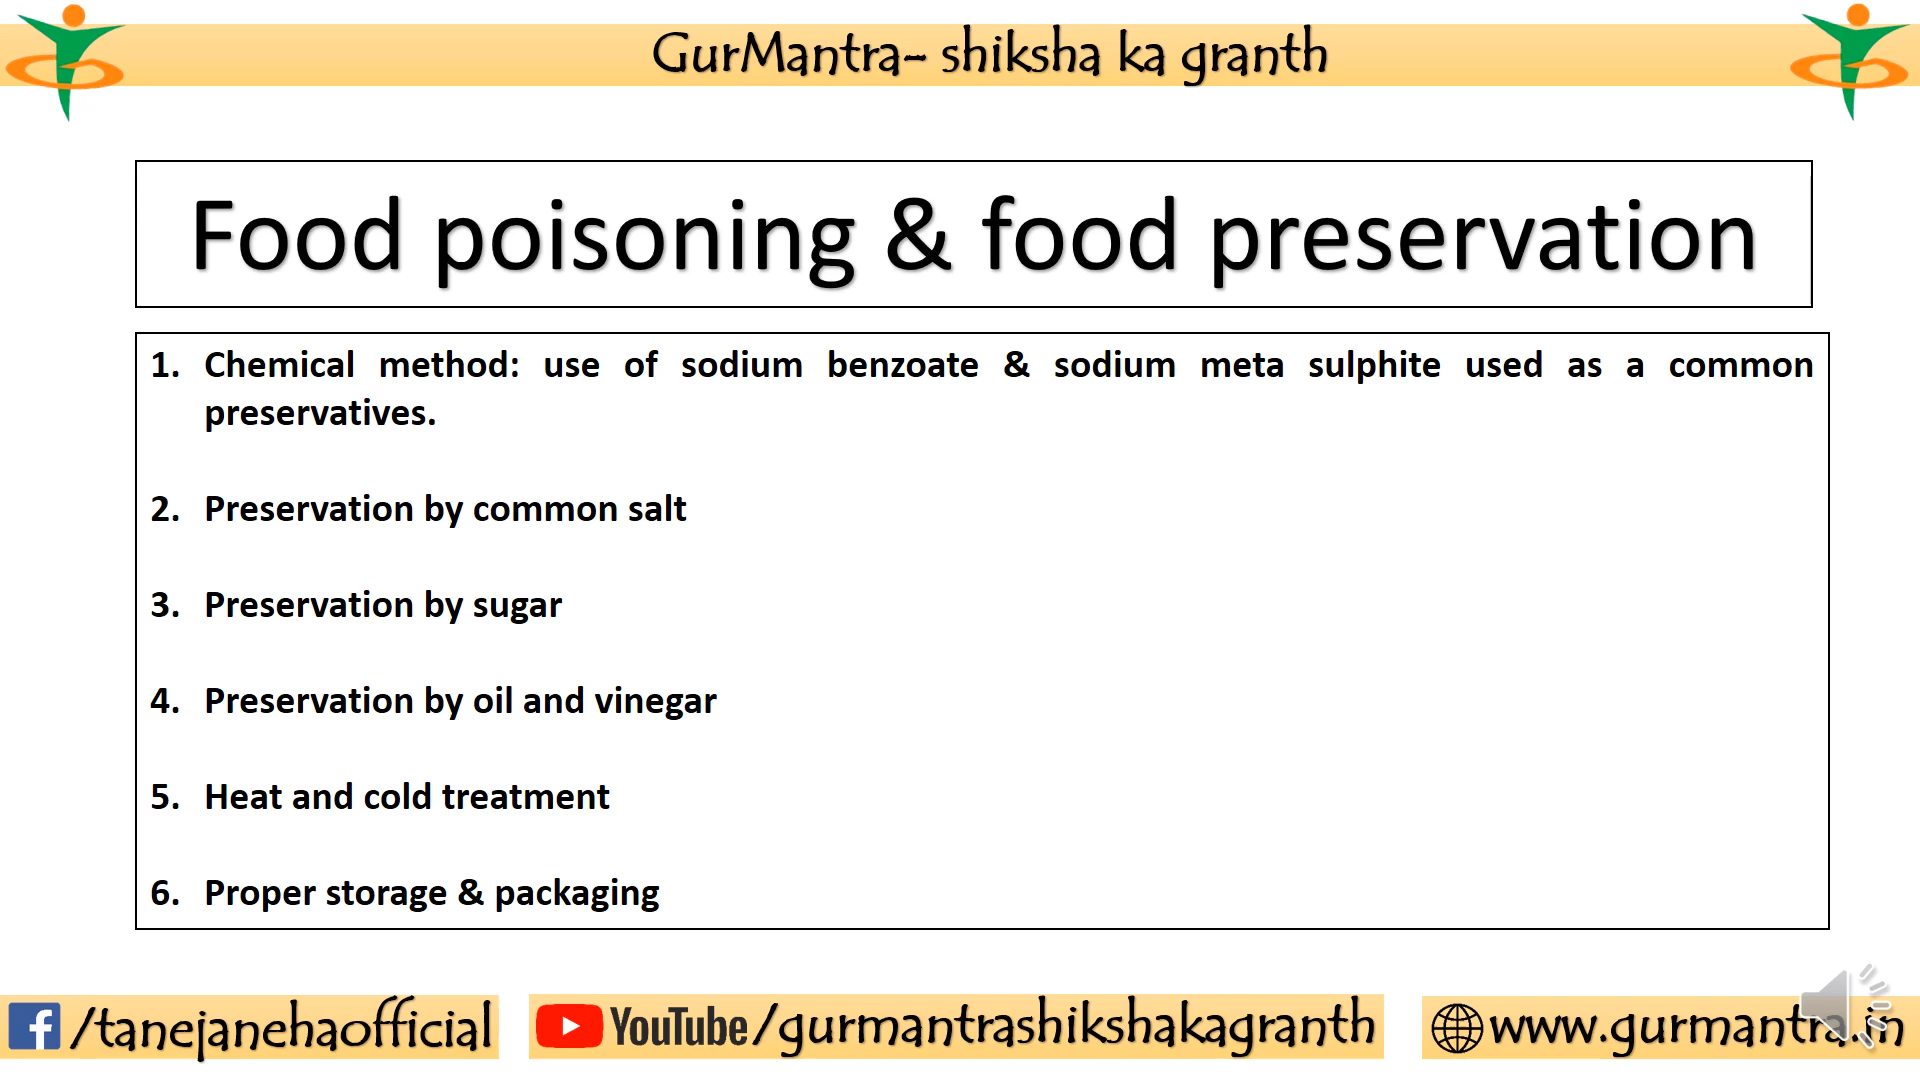 GurMantra- shiksha ka granth
Food poisoning & food preservation
1. Chemical method: use of sodium benzoate & sodium meta sulphite used as a common
preservatives.
2. Preservation by common salt
3. Preservation by sugar
4. Preservation by oil and vinegar
5. Heat and cold treatment
6. Proper storage & packaging
/tanejanehaofficial
YouTube/gurmantrashikshakagranth
www.gurmantra.in